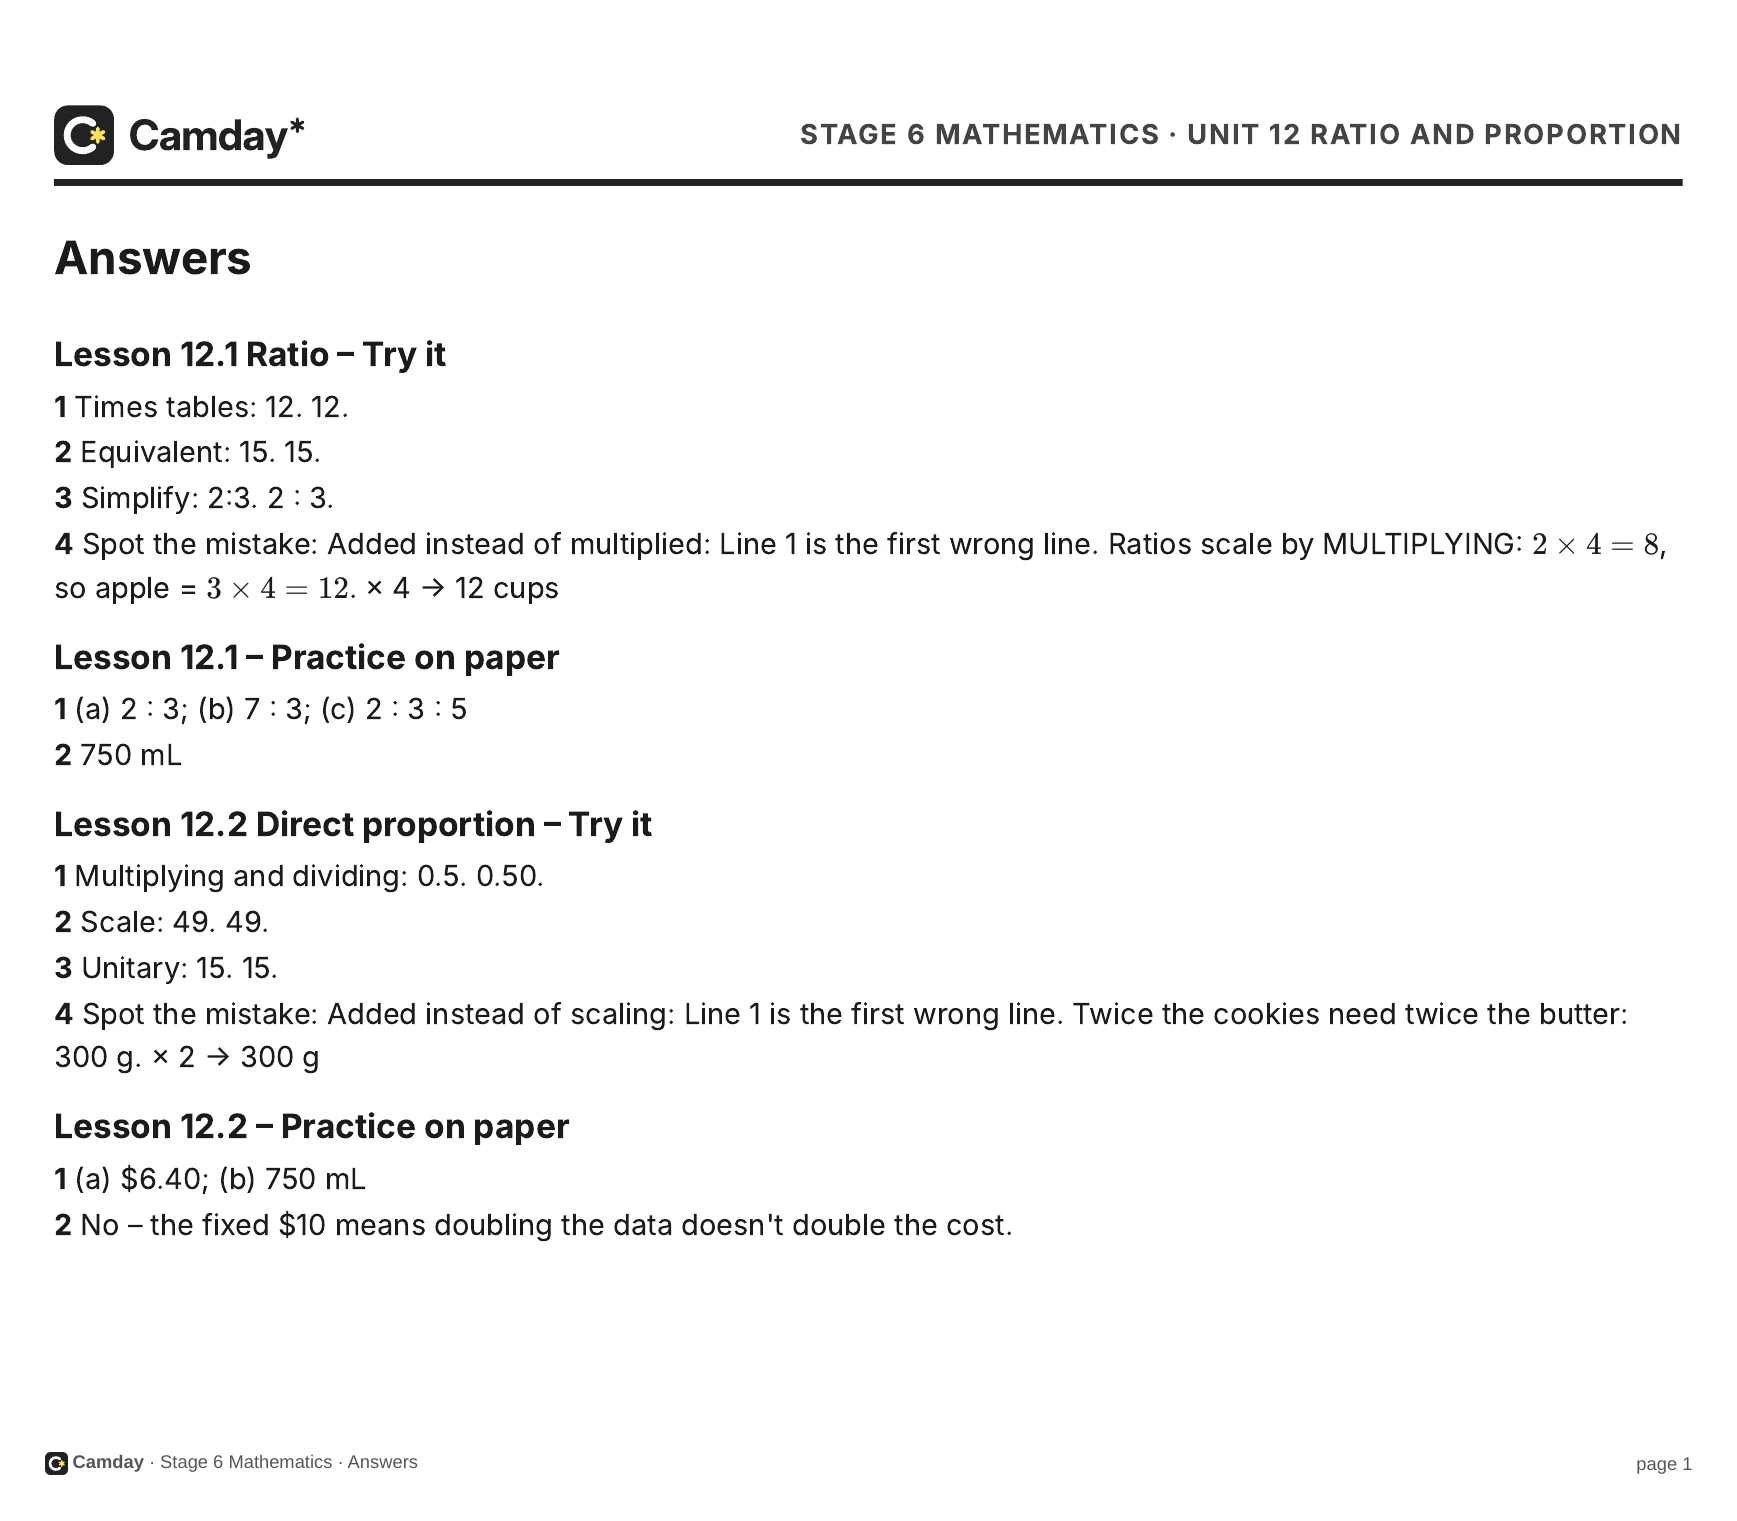 Camday*
STAGE 6 MATHEMATICS · UNIT 12 RATIO AND PROPORTION
Answers
Lesson 12.1 Ratio – Try it
1 Times tables: 12. 12.
2 Equivalent: 15. 15.
3 Simplify: 2:3. 2 : 3.
4 Spot the mistake: Added instead of multiplied: Line 1 is the first wrong line. Ratios scale by MULTIPLYING: 2 × 4 = 8,
so apple = 3 × 4 = 12. × 4 → 12 cups
Lesson 12.1 – Practice on paper
1 (a) 2 : 3; (b) 7 : 3; (c) 2 : 3 : 5
2 750 mL
Lesson 12.2 Direct proportion – Try it
1 Multiplying and dividing: 0.5. 0.50.
2 Scale: 49. 49.
3 Unitary: 15. 15.
4 Spot the mistake: Added instead of scaling: Line 1 is the first wrong line. Twice the cookies need twice the butter:
300 g. × 2 → 300 g
Lesson 12.2 – Practice on paper
1 (a) $6.40; (b) 750 mL
2 No – the fixed $10 means doubling the data doesn't double the cost.
Camday · Stage 6 Mathematics · Answers
page 1